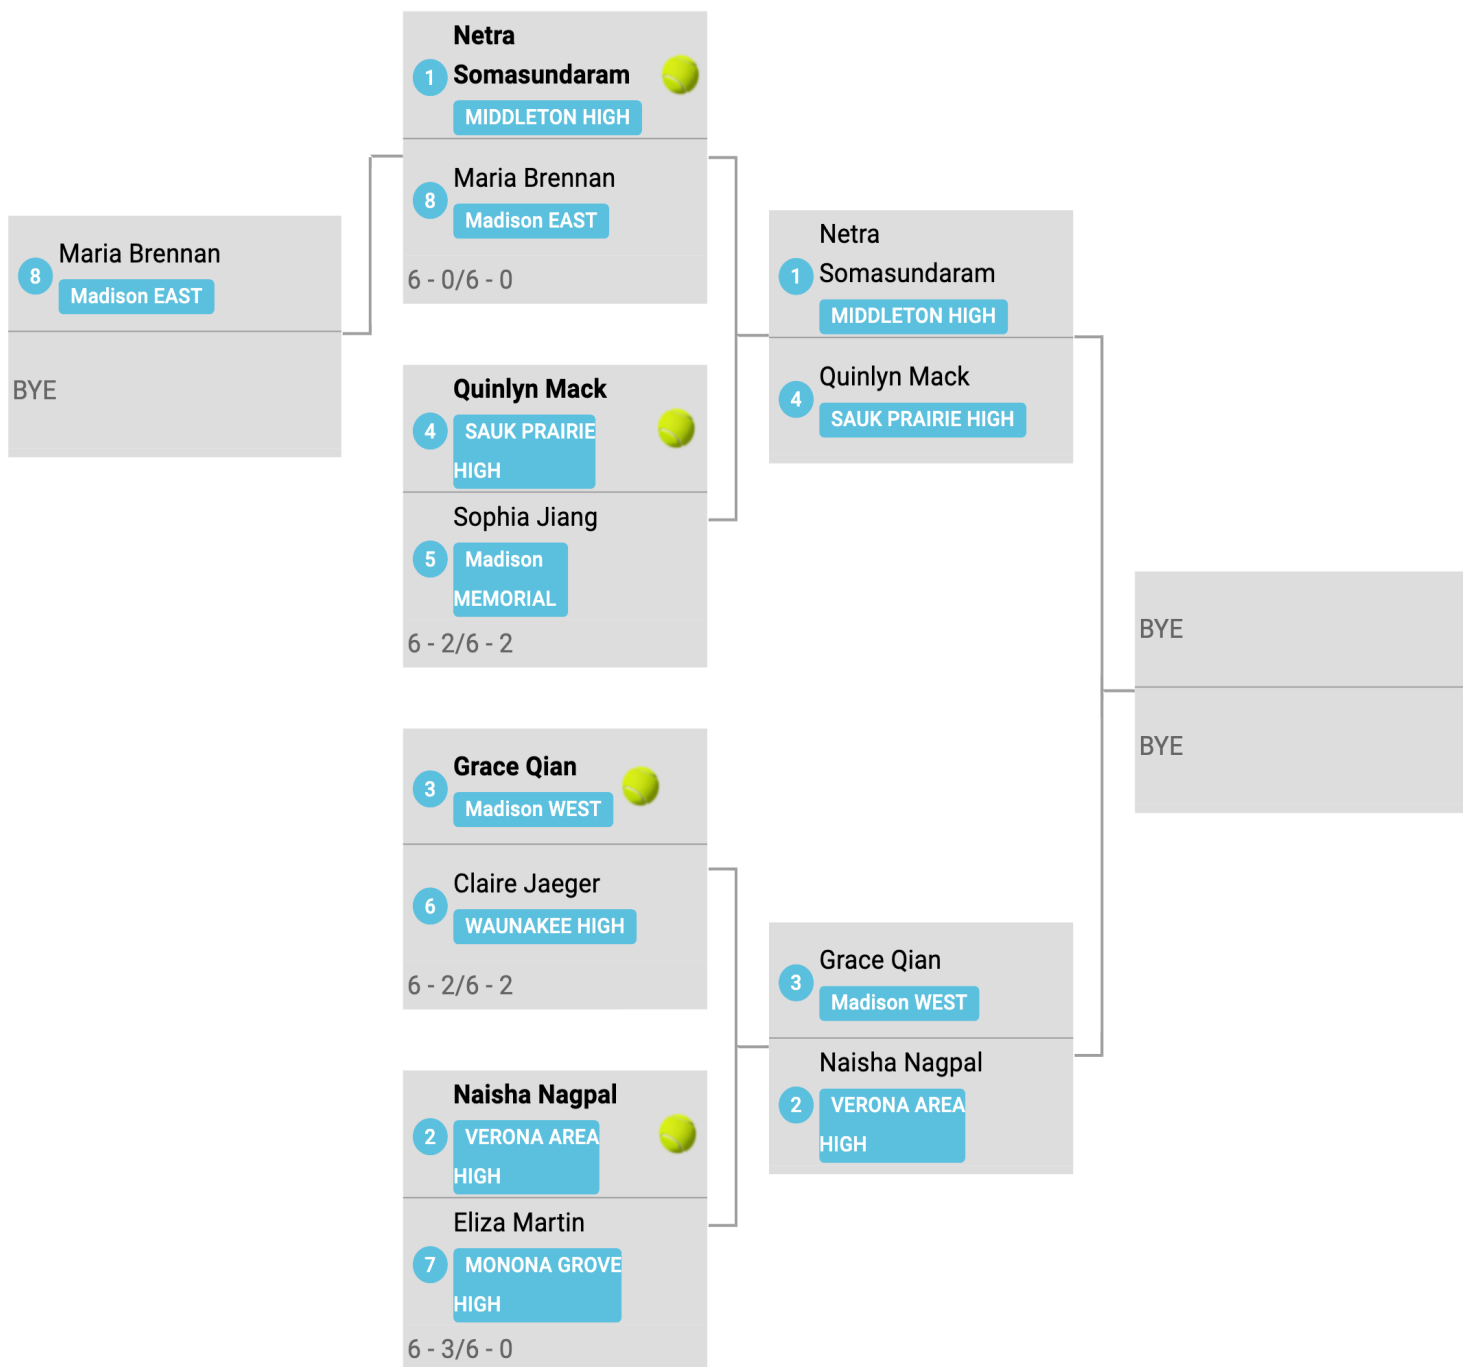 8
Maria Brennan
Madison EAST
BYE
Netra
1
Somasundaram
MIDDLETON HIGH
8
Maria Brennan
Madison EAST
6 - 0/6 - 0
Quinlyn Mack
4
SAUK PRAIRIE
HIGH
Sophia Jiang
5
Madison
MEMORIAL
6 - 2/6 - 2
Grace Qian
3
Madison WEST
Claire Jaeger
6
WAUNAKEE HIGH
6 - 2/6 - 2
Naisha Nagpal
2
VERONA AREA
HIGH
Eliza Martin
7
MONONA GROVE
HIGH
6 - 3/6 - 0
Netra
1
Somasundaram
MIDDLETON HIGH
Quinlyn Mack
4
SAUK PRAIRIE HIGH
Grace Qian
3
Madison WEST
Naisha Nagpal
2
VERONA AREA
HIGH
BYE
BYE